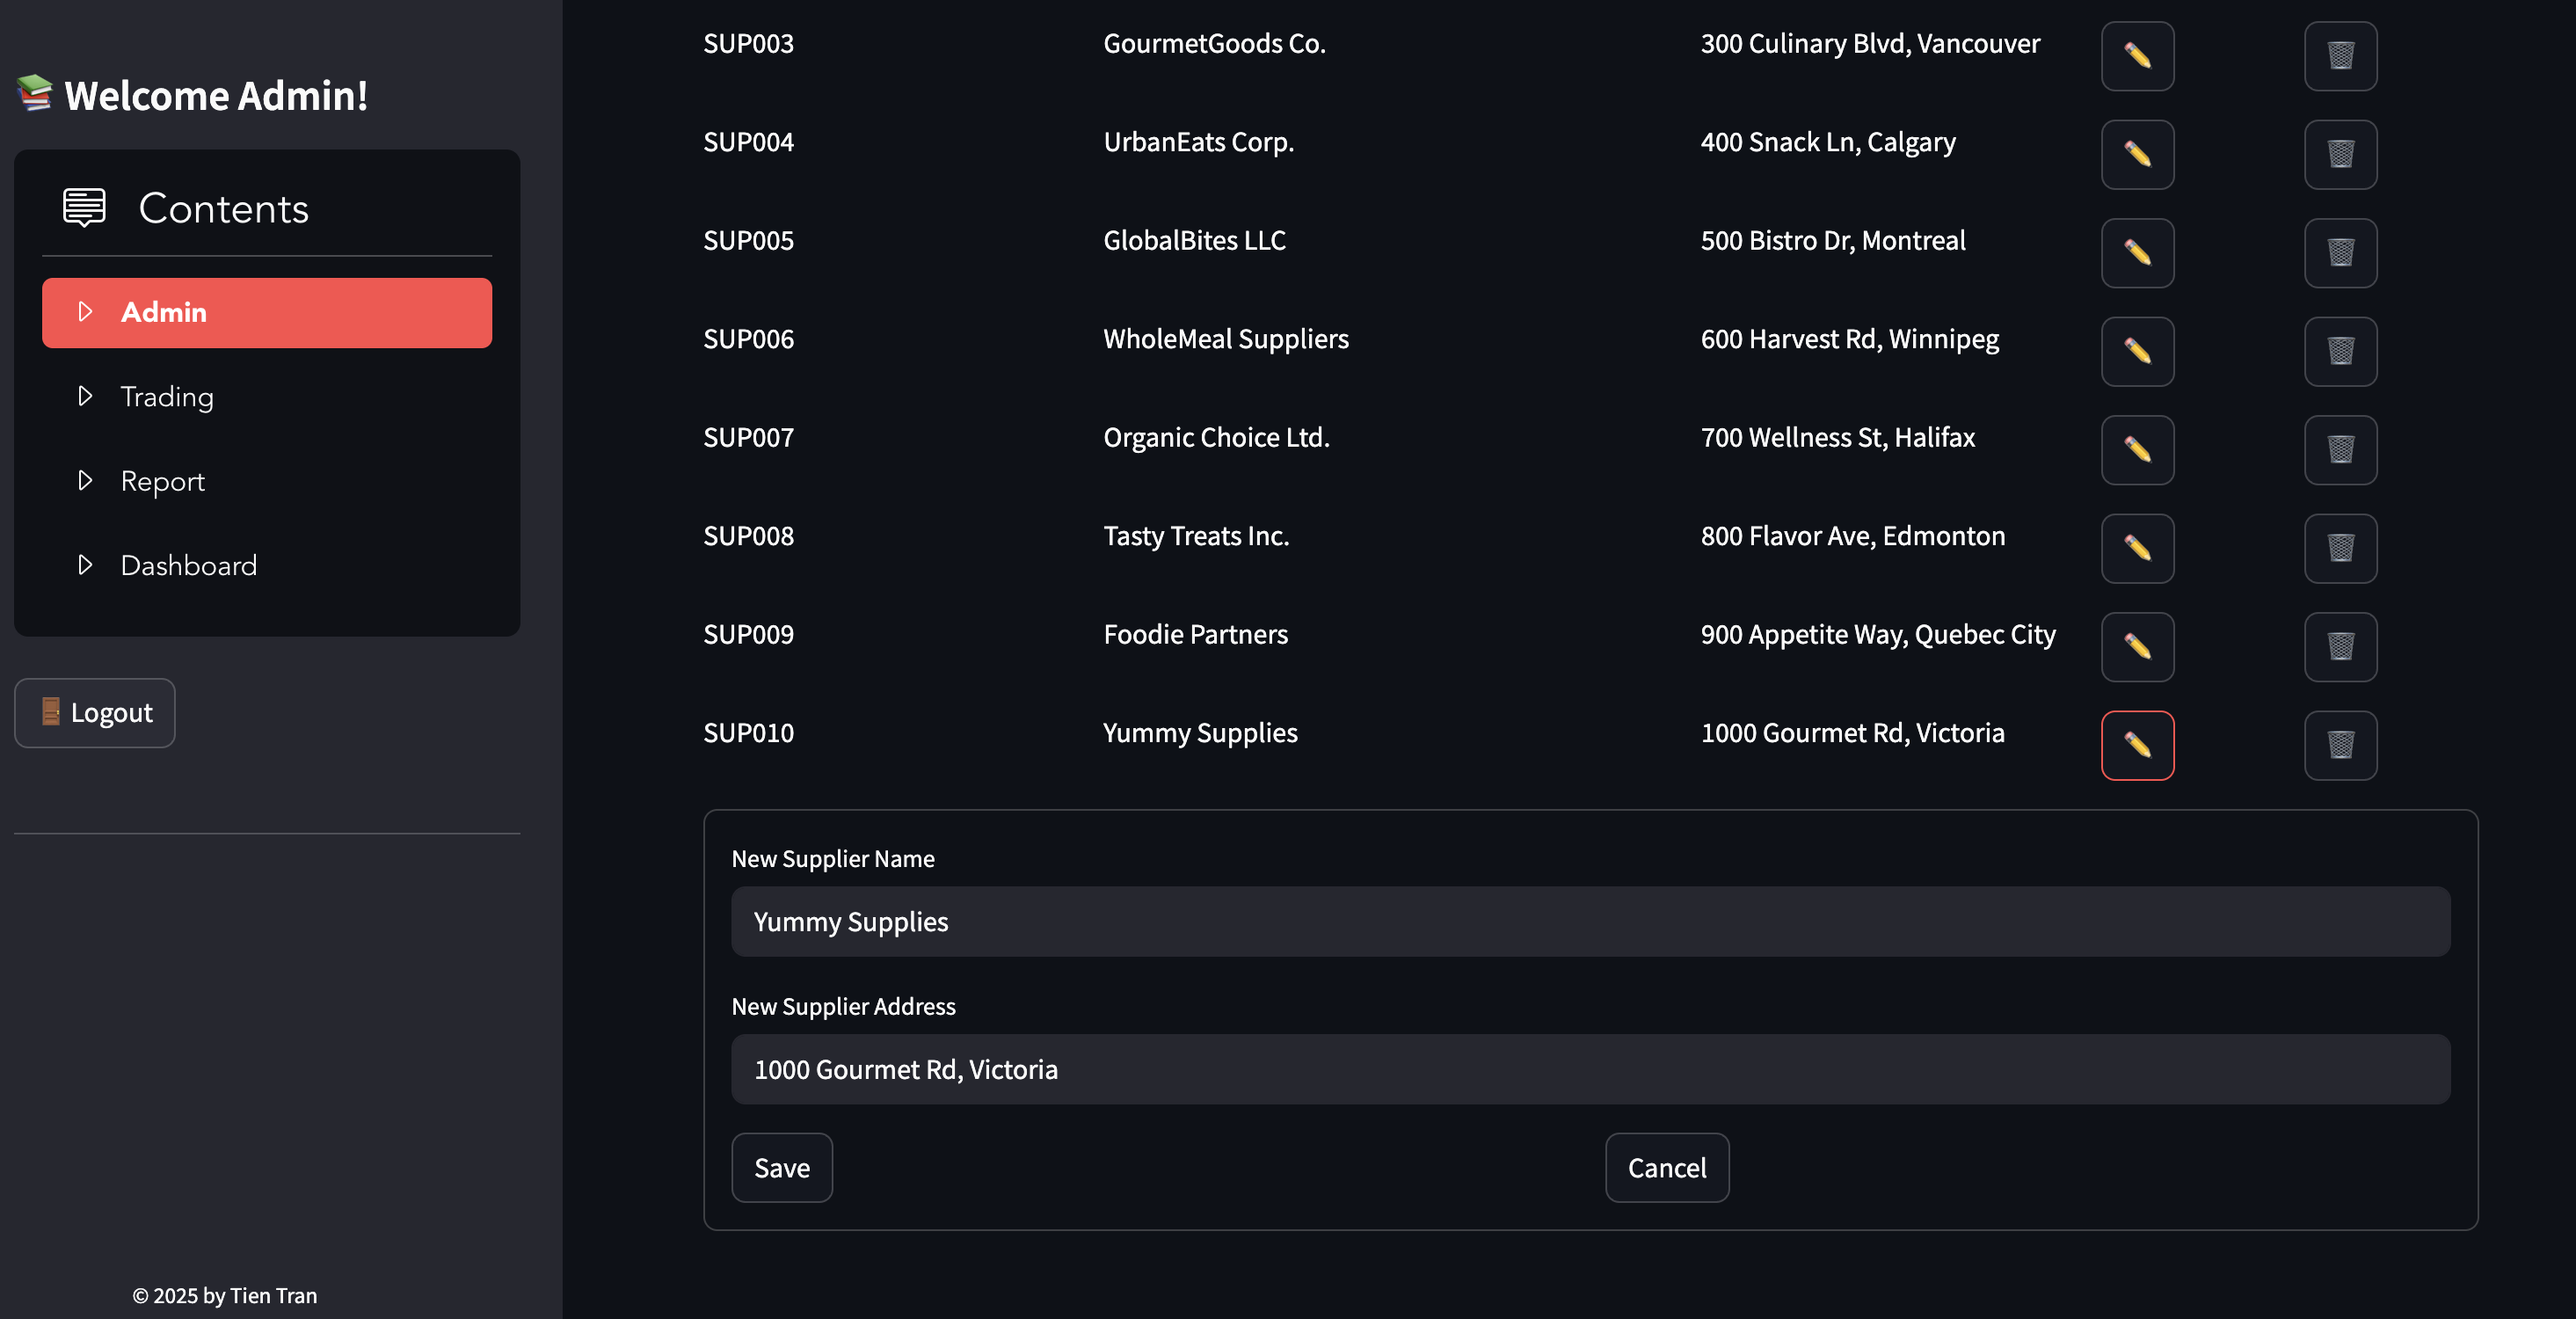 Welcome Admin!
Contents
Admin
Trading
Report
Dashboard
Logout
© 2025 by Tien Tran
SUP003 GourmetGoods Co. 300 Culinary Blvd, Vancouver
SUP004 UrbanEats Corp. 400 Snack Ln, Calgary
SUP005 GlobalBites LLC 500 Bistro Dr, Montreal
SUP006 WholeMeal Suppliers 600 Harvest Rd, Winnipeg
SUP007 Organic Choice Ltd. 700 Wellness St, Halifax
SUP008 Tasty Treats Inc. 800 Flavor Ave, Edmonton
SUP009 Foodie Partners 900 Appetite Way, Quebec City
SUP010 Yummy Supplies 1000 Gourmet Rd, Victoria
New Supplier Name
Yummy Supplies
New Supplier Address
1000 Gourmet Rd, Victoria
Save Cancel